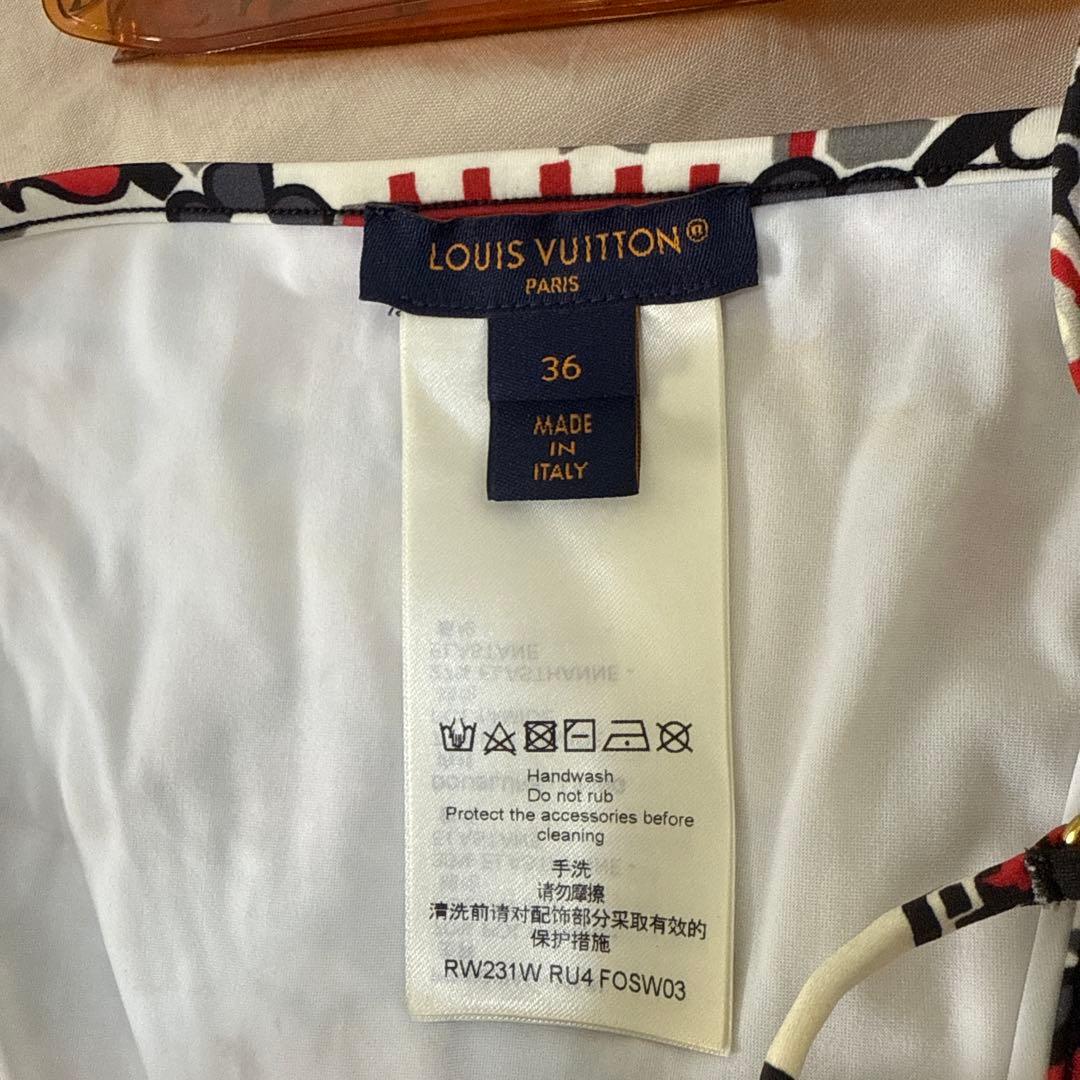 LOUIS VUITTON®
PARIS
36
MADE
IN
ITALY
Handwash
Do not rub
Protect the accessories before
cleaning
手洗
请勿摩擦
清洗前请对配饰部分采取有效的
保护措施
RW231W RU4 FOSW03